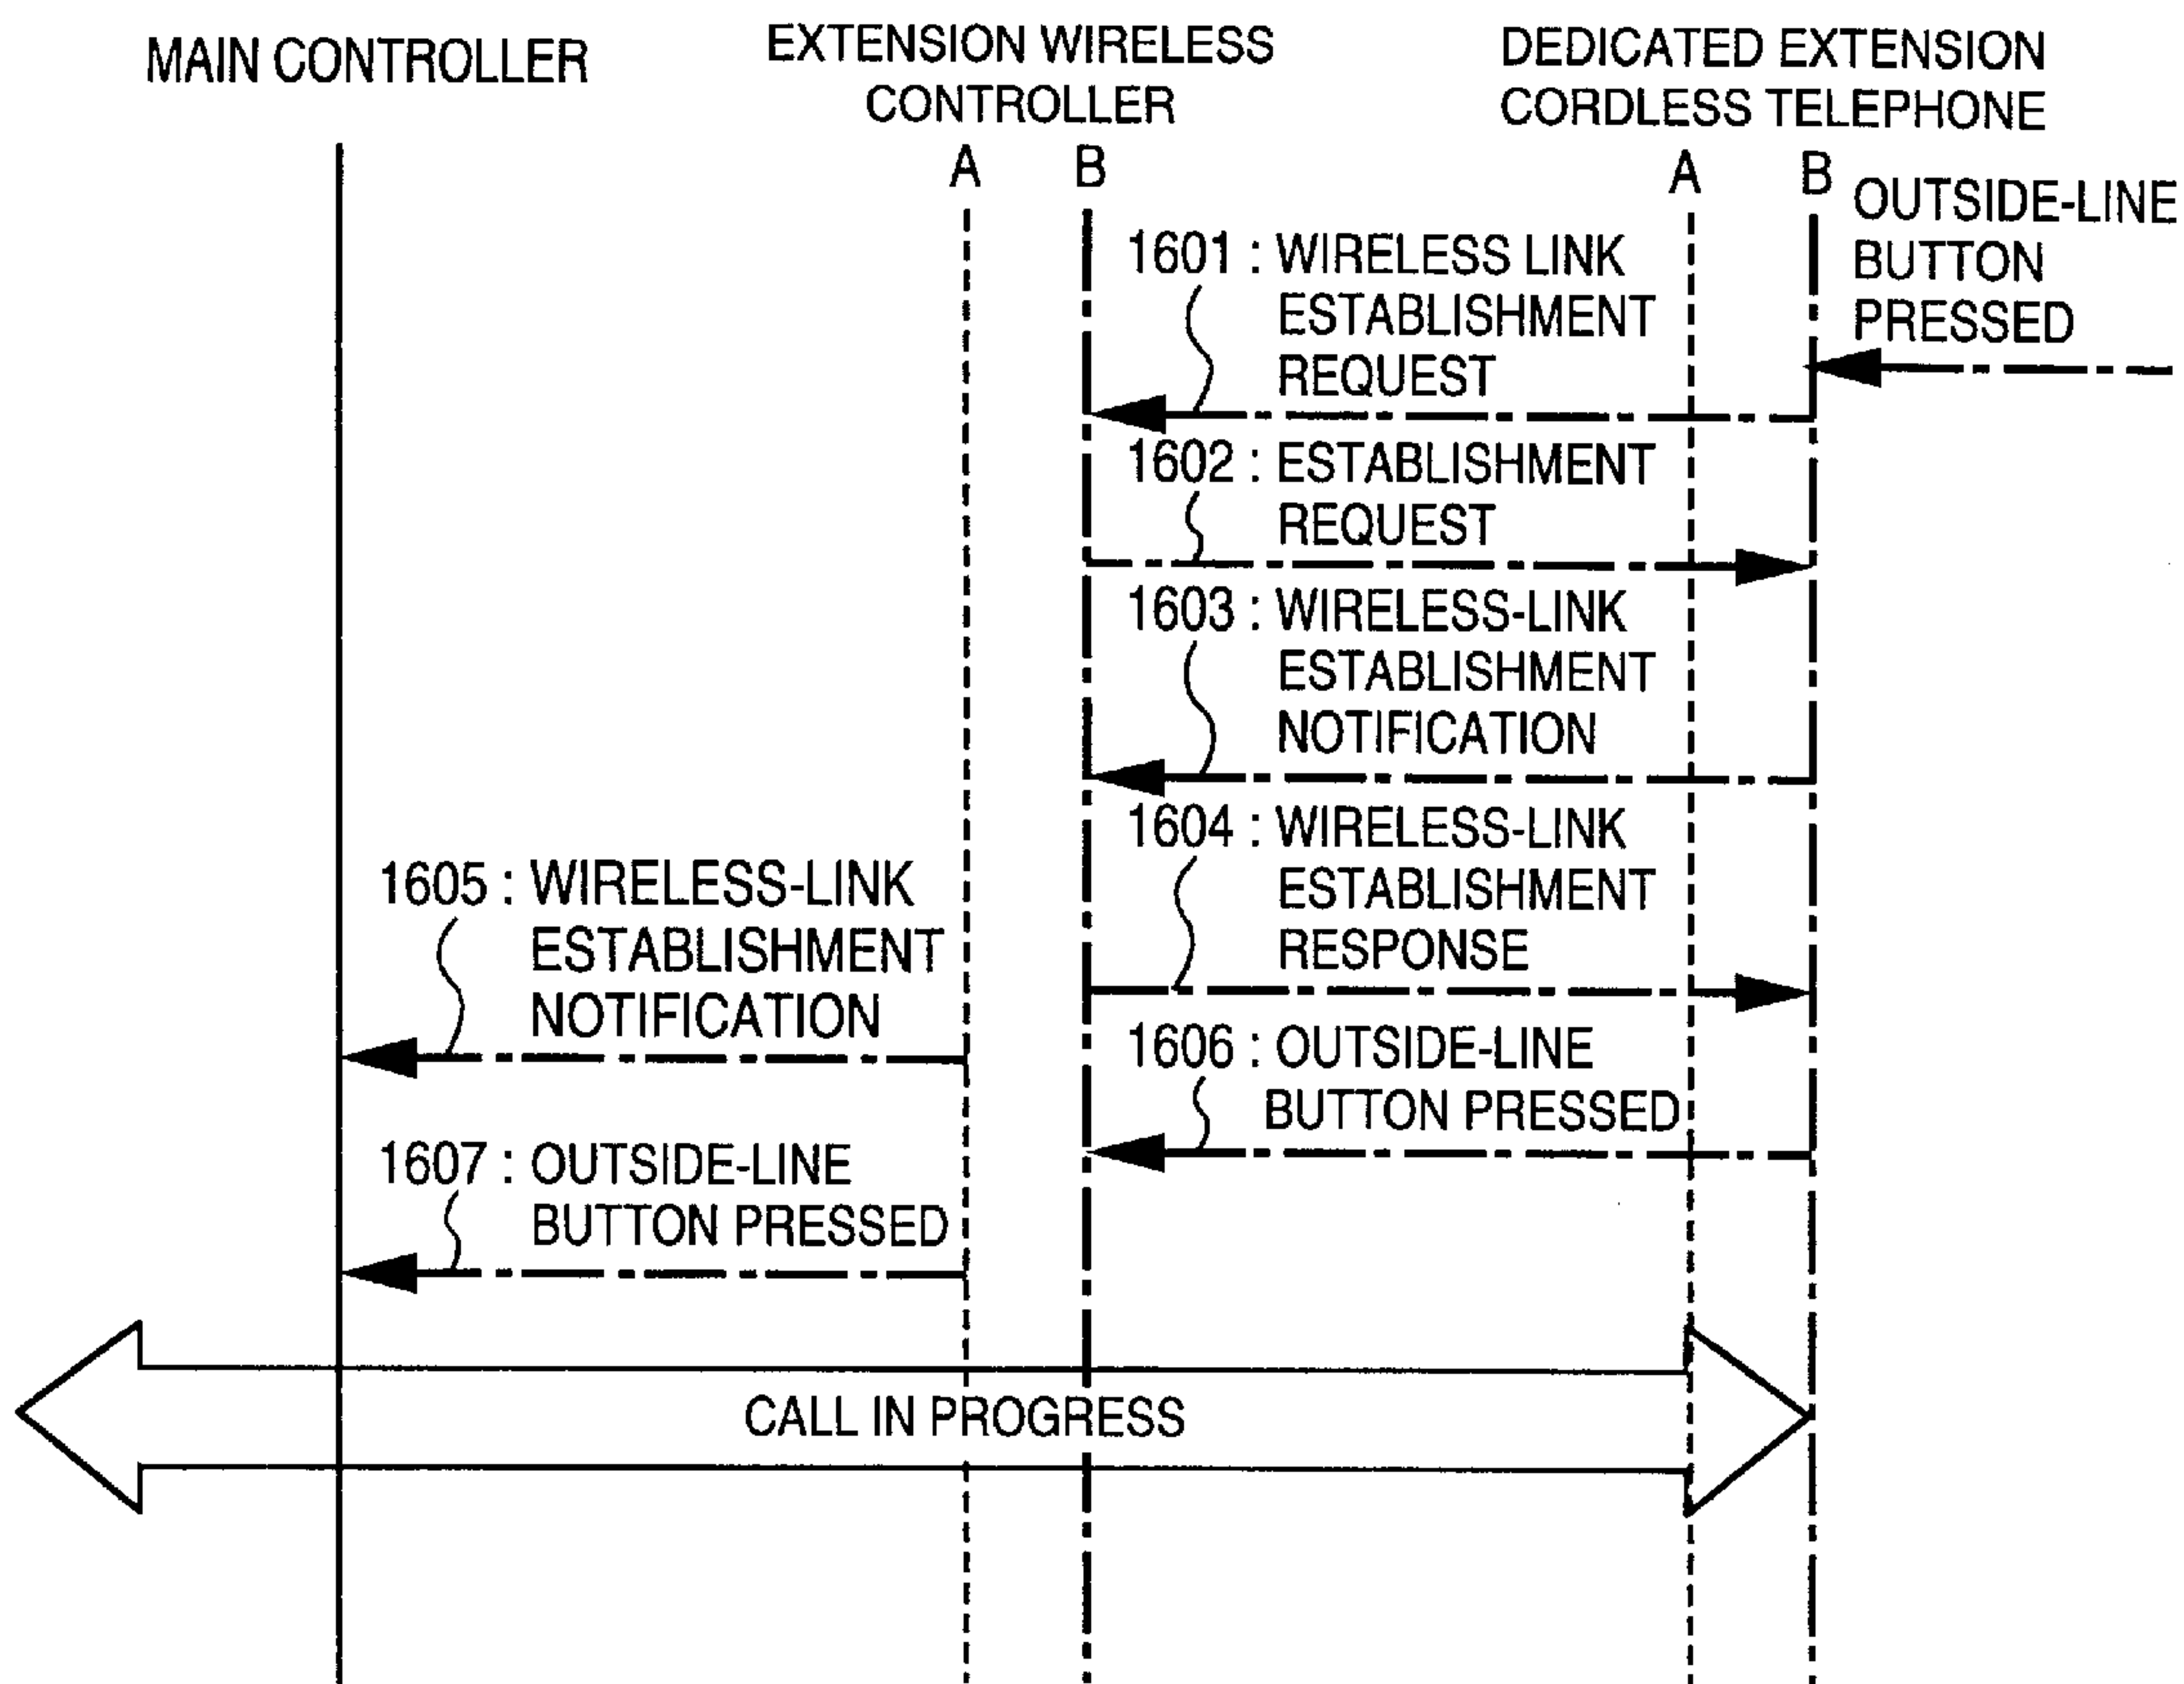 MAIN CONTROLLER
EXTENSION WIRELESS
CONTROLLER
DEDICATED EXTENSION
CORDLESS TELEPHONE
A
B
A
B
OUTSIDE-LINE
BUTTON
PRESSED
1601 : WIRELESS LINK
ESTABLISHMENT
REQUEST
1602 : ESTABLISHMENT
REQUEST
1603 : WIRELESS-LINK
ESTABLISHMENT
NOTIFICATION
1604 : WIRELESS-LINK
ESTABLISHMENT
RESPONSE
1605 : WIRELESS-LINK
ESTABLISHMENT
NOTIFICATION
1606 : OUTSIDE-LINE
BUTTON PRESSED
1607 : OUTSIDE-LINE
BUTTON PRESSED
CALL IN PROGRESS